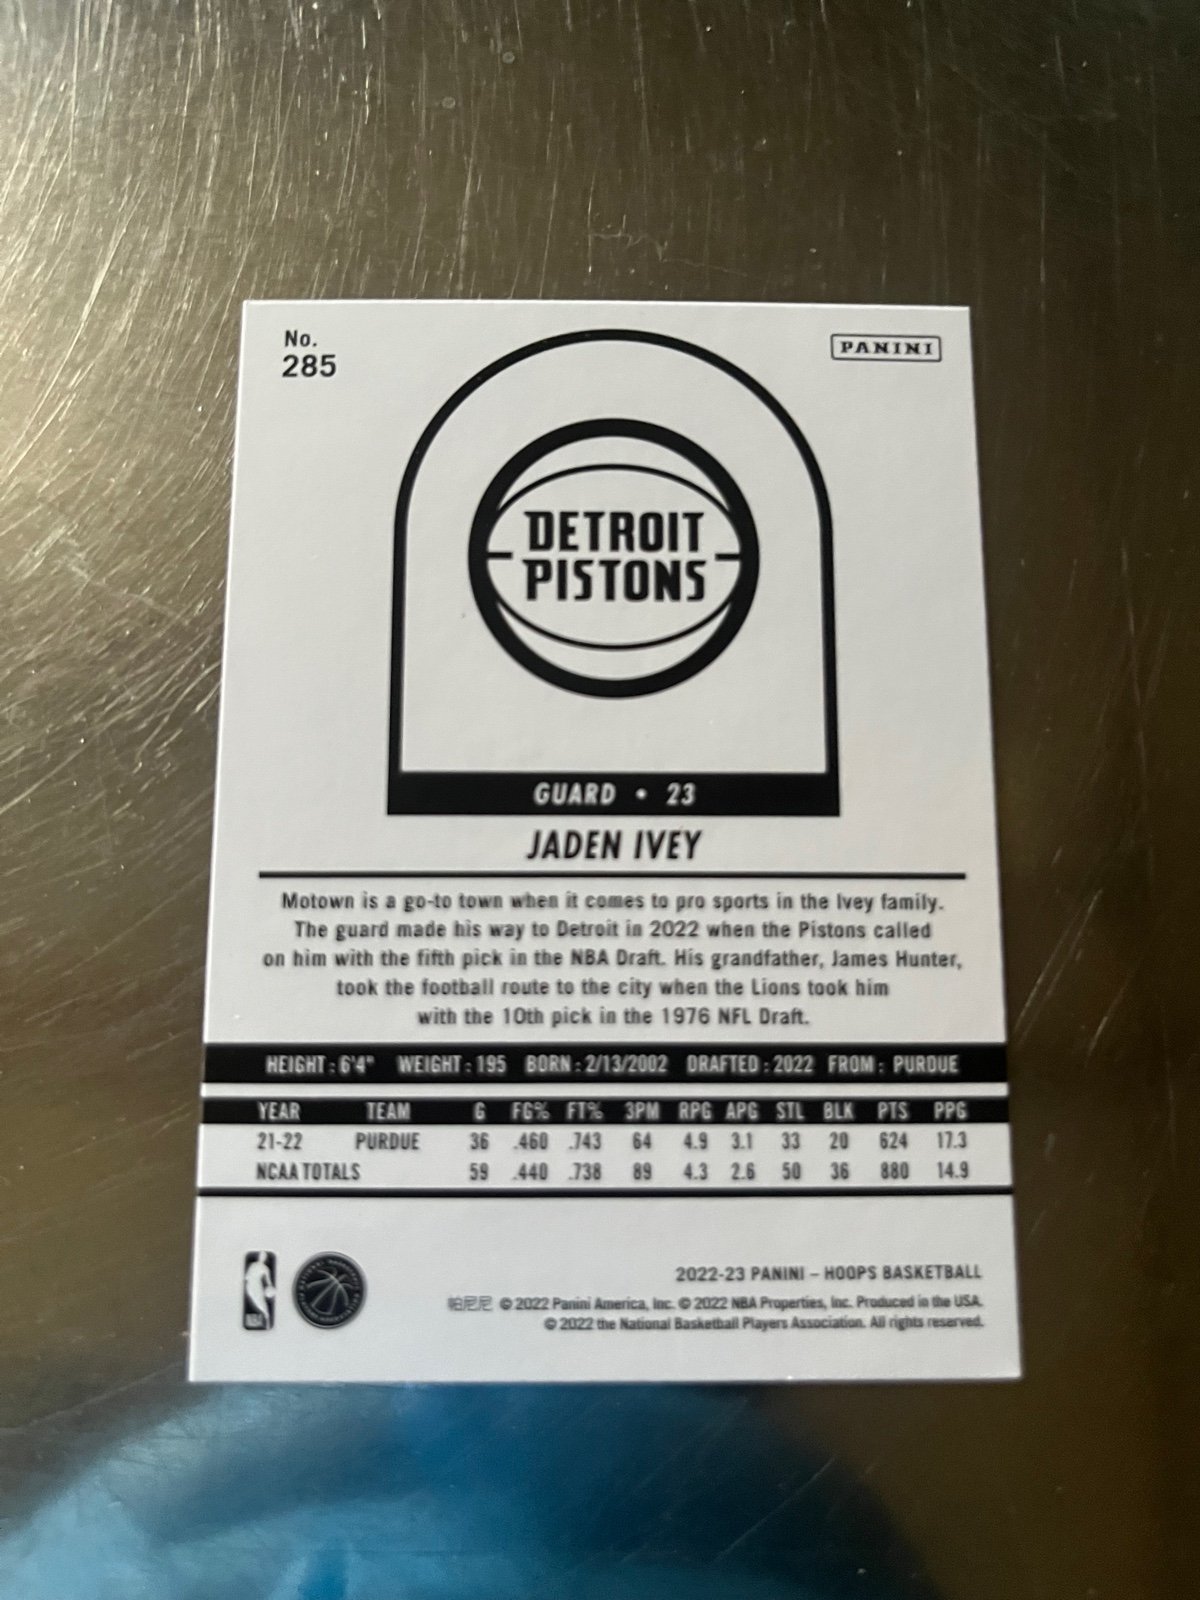 No.
285
PANINI
DETROIT
PISTONS
GUARD • 23
JADEN IVEY
Motown is a go-to town when it comes to pro sports in the Ivey family.
The guard made his way to Detroit in 2022 when the Pistons called
on him with the fifth pick in the NBA Draft. His grandfather, James Hunter,
took the football route to the city when the Lions took him
with the 10th pick in the 1976 NFL Draft.
HEIGHT: 6'4" WEIGHT: 195 BORN: 2/13/2002 DRAFTED: 2022 FROM: PURDUE
YEAR TEAM G FG% FT% 3PM RPG APG STL BLK PTS PPG
21-22 PURDUE 36 .460 .743 64 4.9 3.1 33 20 624 17.3
NCAA TOTALS 59 .440 .738 89 4.3 2.6 50 36 880 14.9
NBA
2022-23 PANINI – HOOPS BASKETBALL
帕尼尼 © 2022 Panini America, Inc. © 2022 NBA Properties, Inc. Produced in the USA.
© 2022 the National Basketball Players Association. All rights reserved.